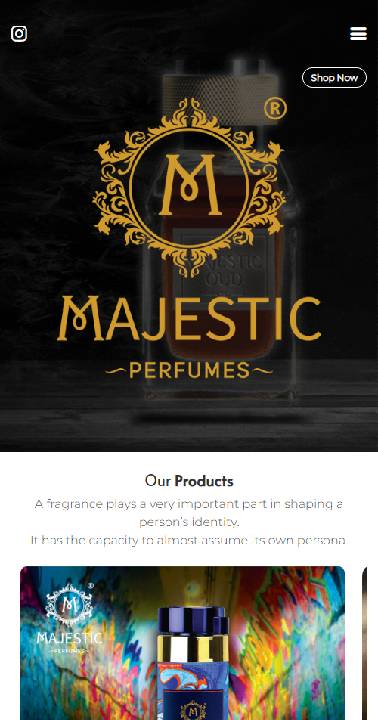 Shop Now
®
M
MAJESTIC
PERFUMES
Our Products
A fragrance plays a very important part in shaping a
person's identity.
It has the capacity to almost assume its own persona
®
M
MAJESTIC
PERFUMES
M